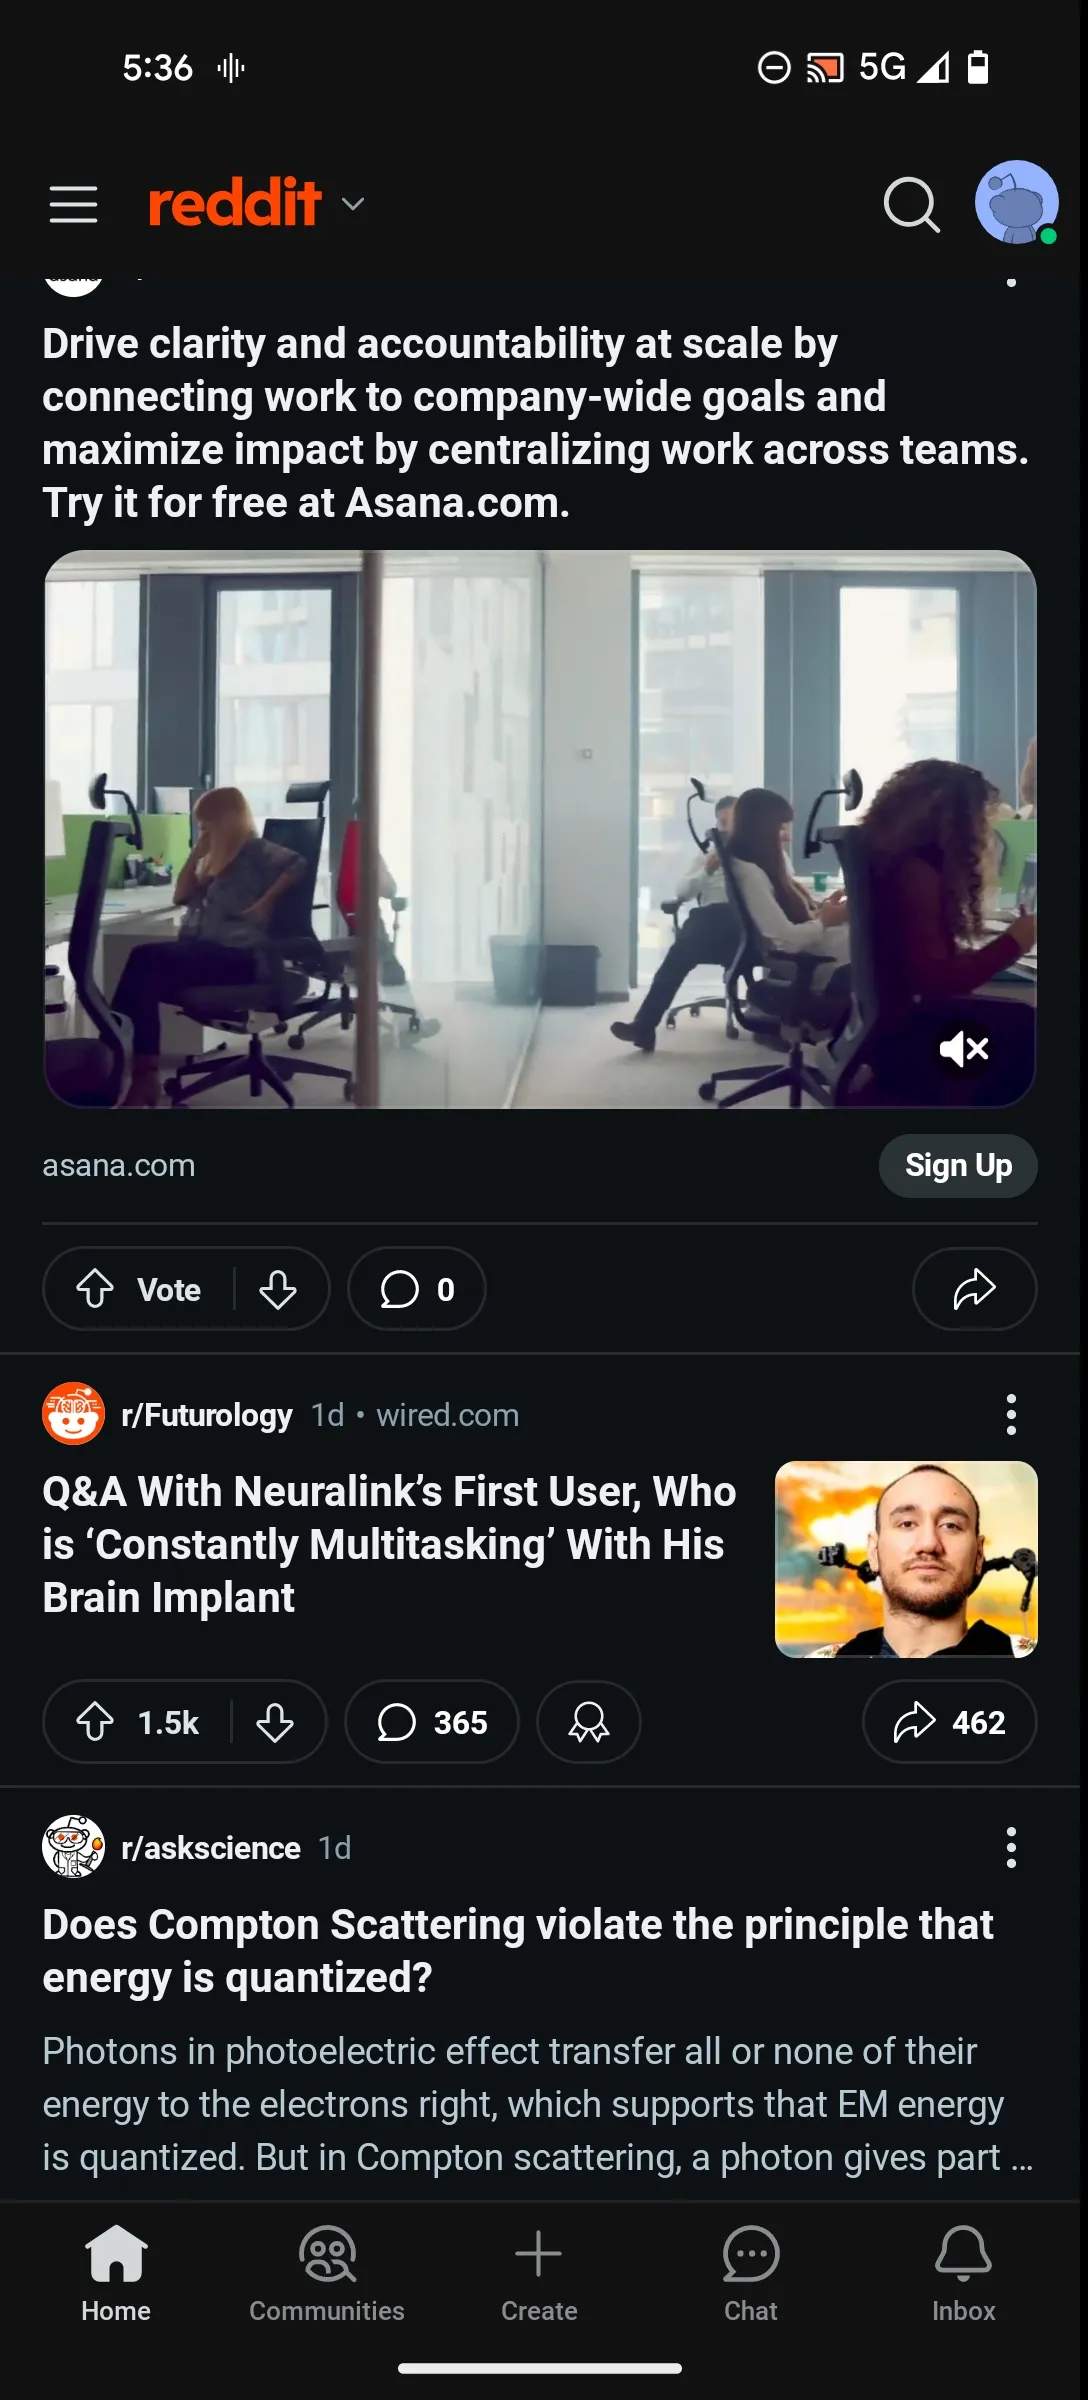 5:36
5G
reddit
Drive clarity and accountability at scale by
connecting work to company-wide goals and
maximize impact by centralizing work across teams.
Try it for free at Asana.com.
asana.com
Sign Up
Vote
0
r/Futurology 1d • wired.com
Q&A With Neuralink’s First User, Who
is ‘Constantly Multitasking’ With His
Brain Implant
1.5k
365
462
r/askscience 1d
Does Compton Scattering violate the principle that
energy is quantized?
Photons in photoelectric effect transfer all or none of their
energy to the electrons right, which supports that EM energy
is quantized. But in Compton scattering, a photon gives part ...
Home
Communities
Create
Chat
Inbox